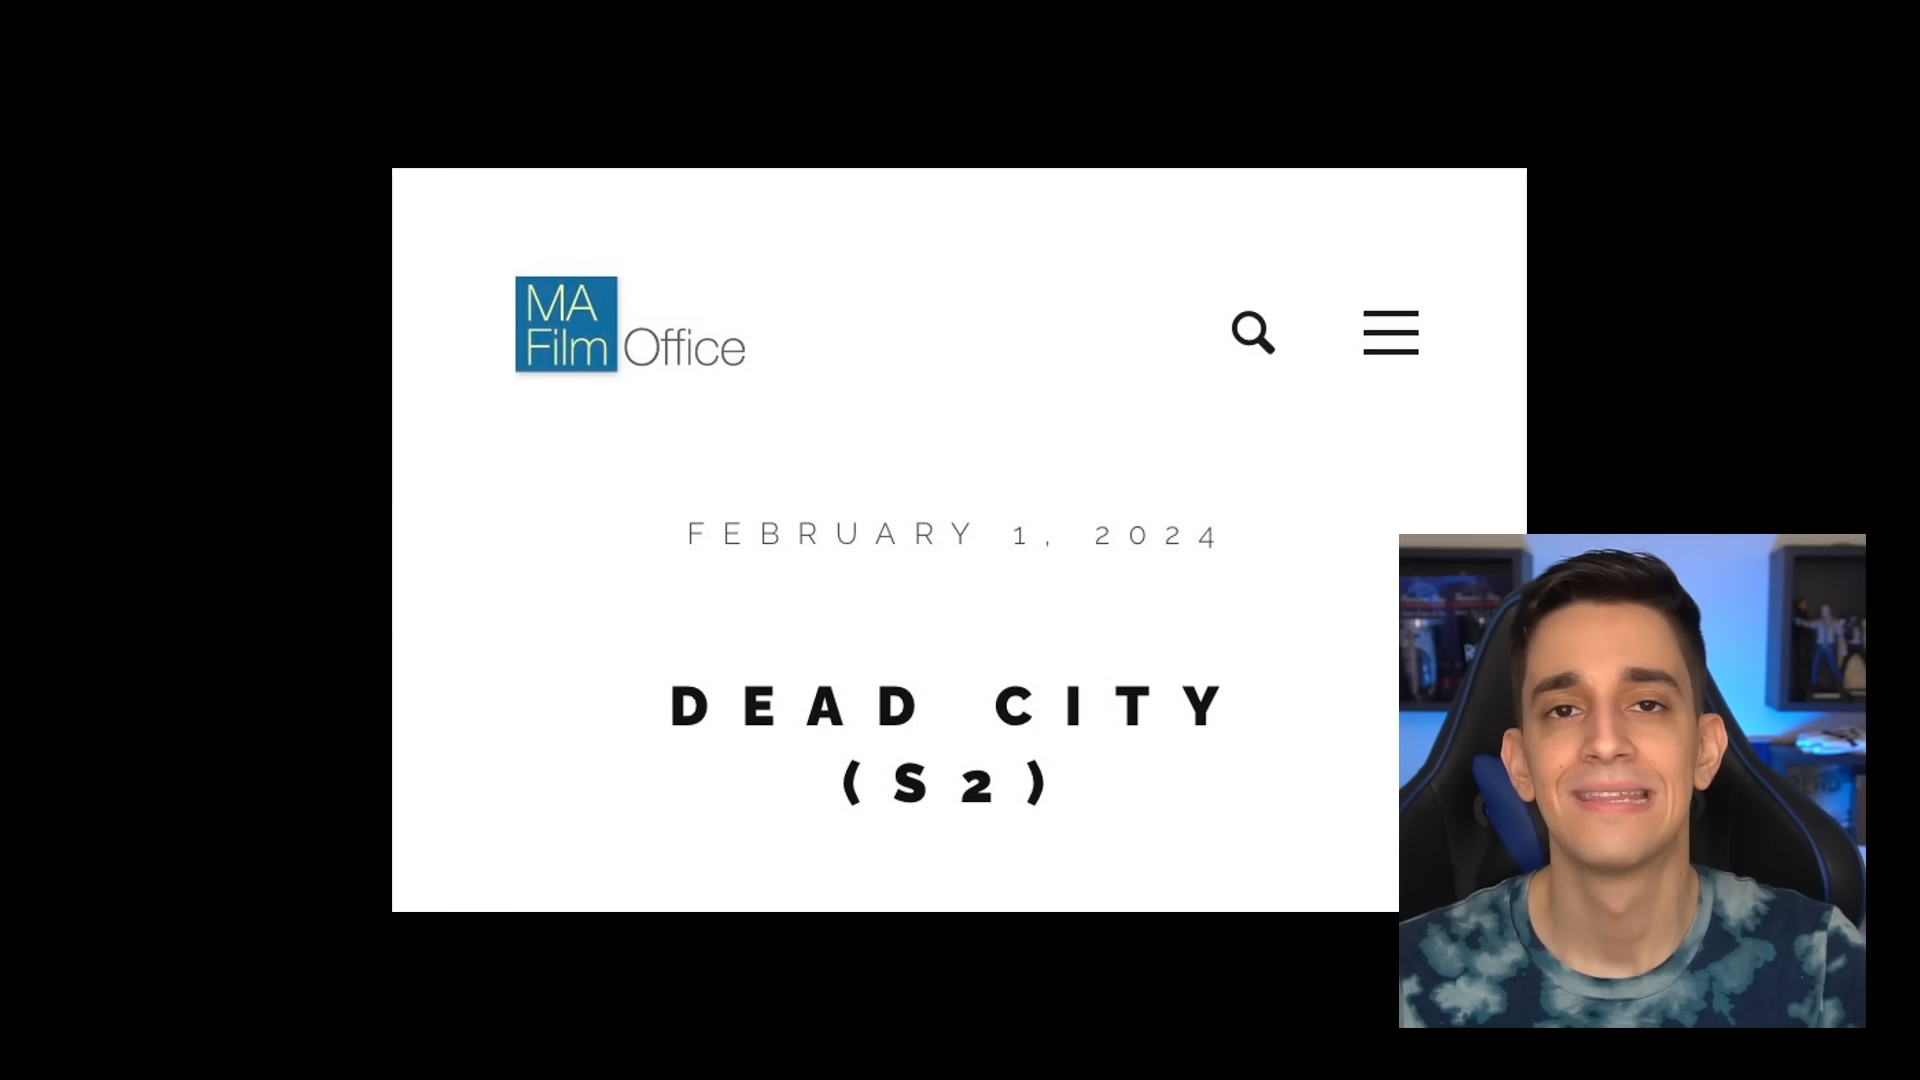 MA
Film Office
FEBRUARY 1, 2024
DEAD CITY
(S2)